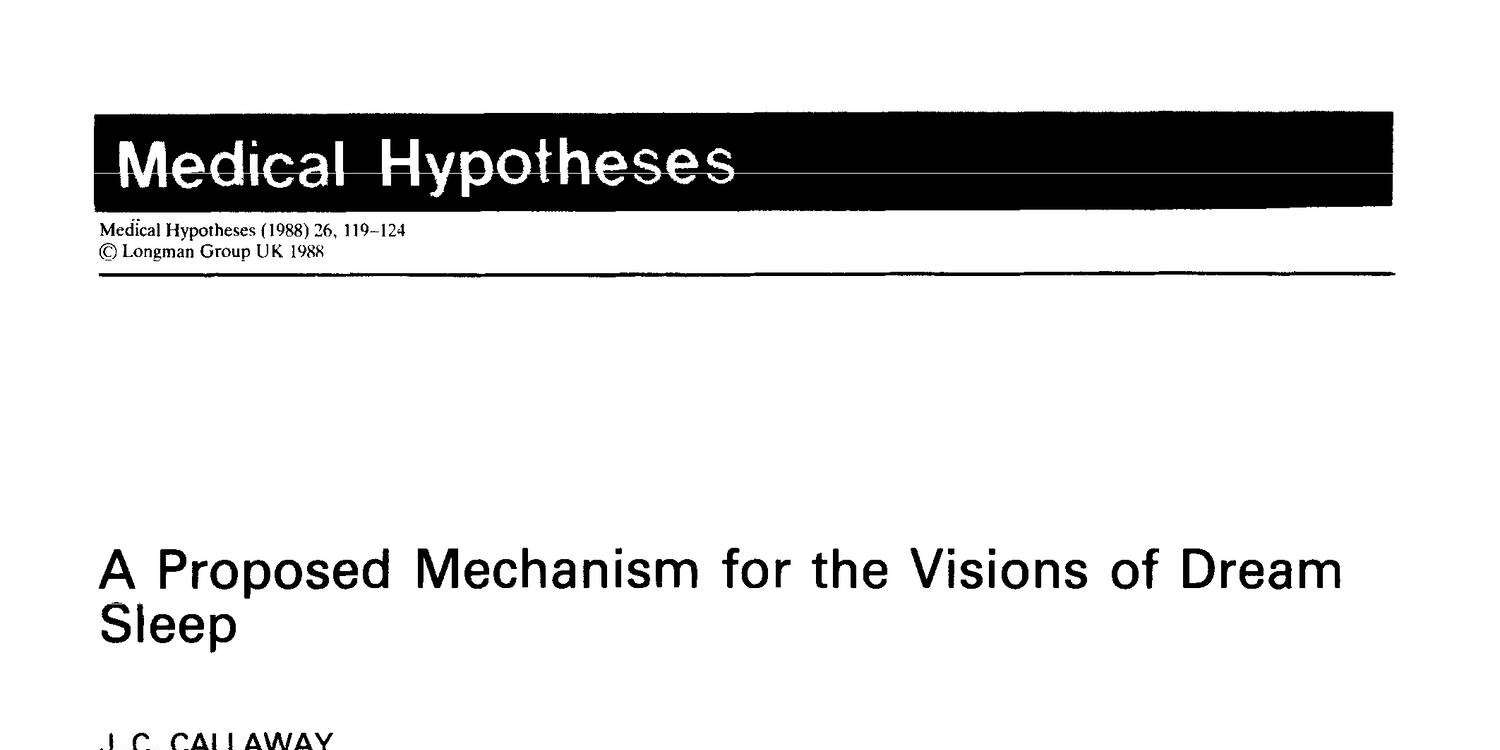 Medical Hypotheses
Medical Hypotheses (1988) 26, 119–124
© Longman Group UK 1988
A Proposed Mechanism for the Visions of Dream
Sleep
J. C. CALLAWAY